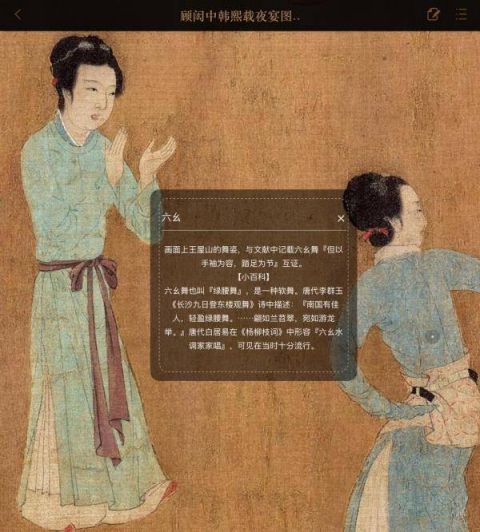 顾闳中韩熙载夜宴图..
六幺
画面上王屋山的舞姿，与文献中记载六幺舞『但以
手袖为容，踏足为节』互证。
【小百科】
六幺舞也叫『绿腰舞』，是一种软舞。唐代李群玉
《长沙九日登东楼观舞》诗中描述：『南国有佳
人，轻盈绿腰舞。……翩如兰苕翠，宛如游龙
举。』唐代白居易在《杨柳枝词》中形容『六幺水
调家家唱』，可见在当时十分流行。